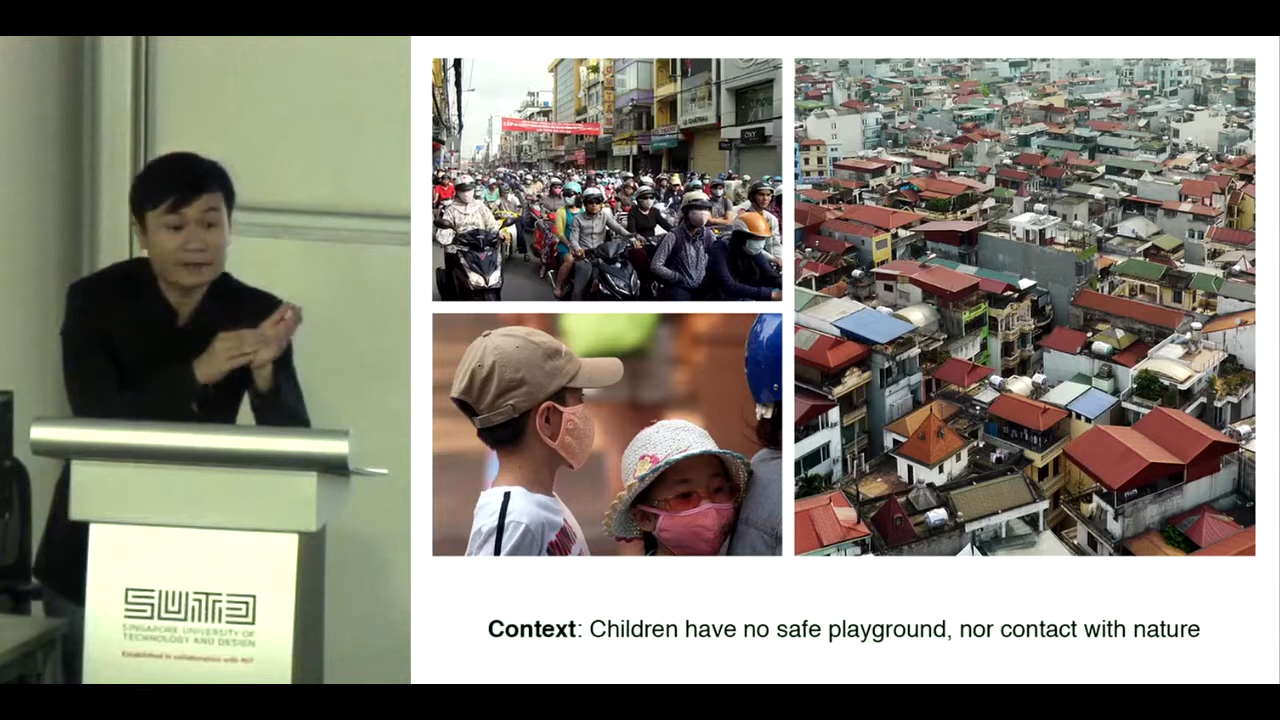 OXY
SUTD
SINGAPORE UNIVERSITY OF
TECHNOLOGY AND DESIGN
Established in collaboration with MIT
Context: Children have no safe playground, nor contact with nature